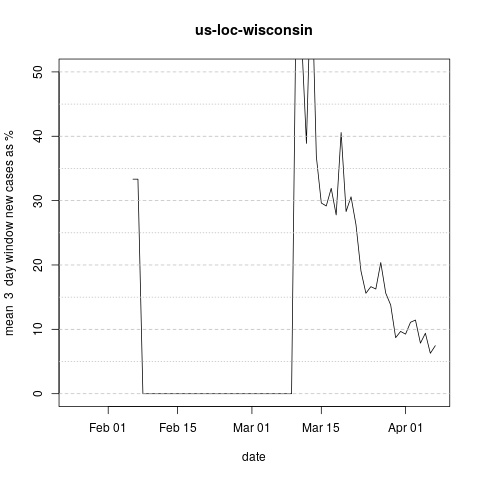 us-loc-wisconsin
mean 3 day window new cases as %
50
40
30
20
10
0
Feb 01 Feb 15 Mar 01 Mar 15 Apr 01
date